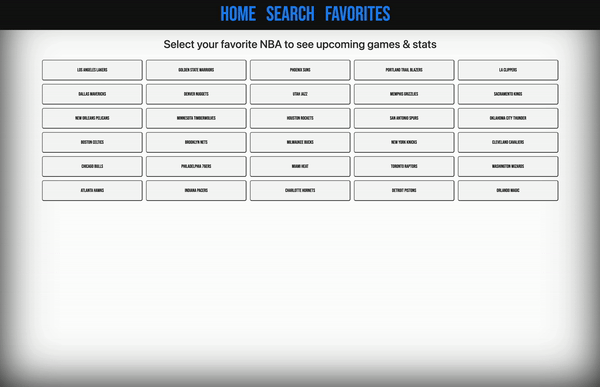 HOME SEARCH FAVORITES
Select your favorite NBA to see upcoming games & stats
LOS ANGELES LAKERS GOLDEN STATE WARRIORS PHOENIX SUNS PORTLAND TRAIL BLAZERS LA CLIPPERS
DALLAS MAVERICKS DENVER NUGGETS UTAH JAZZ MEMPHIS GRIZZLIES SACRAMENTO KINGS
NEW ORLEANS PELICANS MINNESOTA TIMBERWOLVES HOUSTON ROCKETS SAN ANTONIO SPURS OKLAHOMA CITY THUNDER
BOSTON CELTICS BROOKLYN NETS MILWAUKEE BUCKS NEW YORK KNICKS CLEVELAND CAVALIERS
CHICAGO BULLS PHILADELPHIA 76ERS MIAMI HEAT TORONTO RAPTORS WASHINGTON WIZARDS
ATLANTA HAWKS INDIANA PACERS CHARLOTTE HORNETS DETROIT PISTONS ORLANDO MAGIC